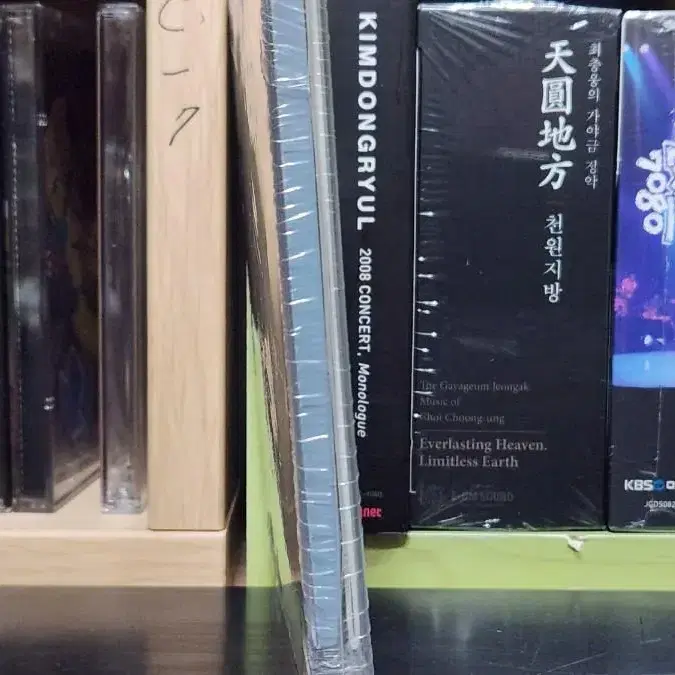 C-7
KIMDONGRYUL 2008 CONCERT, Monologue
최충웅의 가야금 정악
天圓地方 천원지방
The Gayageum Jeongak
Music of
Choi Choong-ung
Everlasting Heaven.
Limitless Earth
KBS